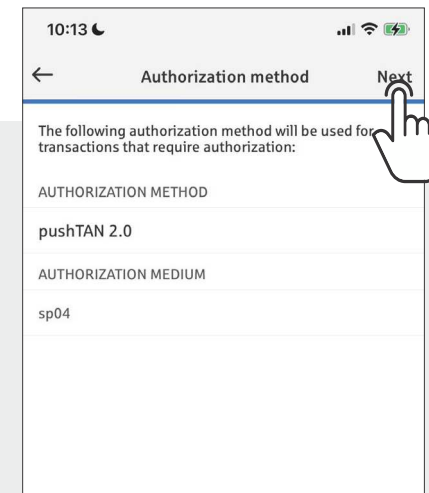 10:13
Authorization method Next
The following authorization method will be used for
transactions that require authorization:
AUTHORIZATION METHOD
pushTAN 2.0
AUTHORIZATION MEDIUM
sp04